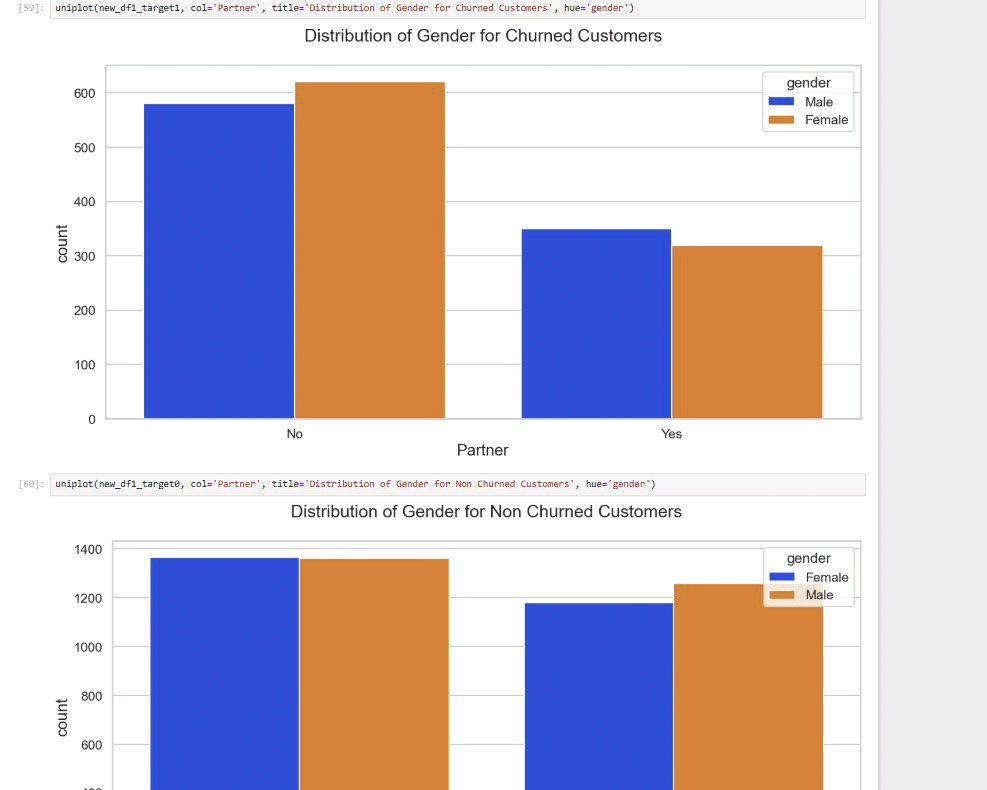 [59]: uniplot(new_df1_target1, col='Partner', title='Distribution of Gender for Churned Customers', hue='gender')
Distribution of Gender for Churned Customers
gender
Male
Female
600
500
400
300
200
100
0
count
No Yes
Partner
[60]: uniplot(new_df1_target0, col='Partner', title='Distribution of Gender for Non Churned Customers', hue='gender')
Distribution of Gender for Non Churned Customers
gender
Female
Male
1400
1200
1000
800
600
count